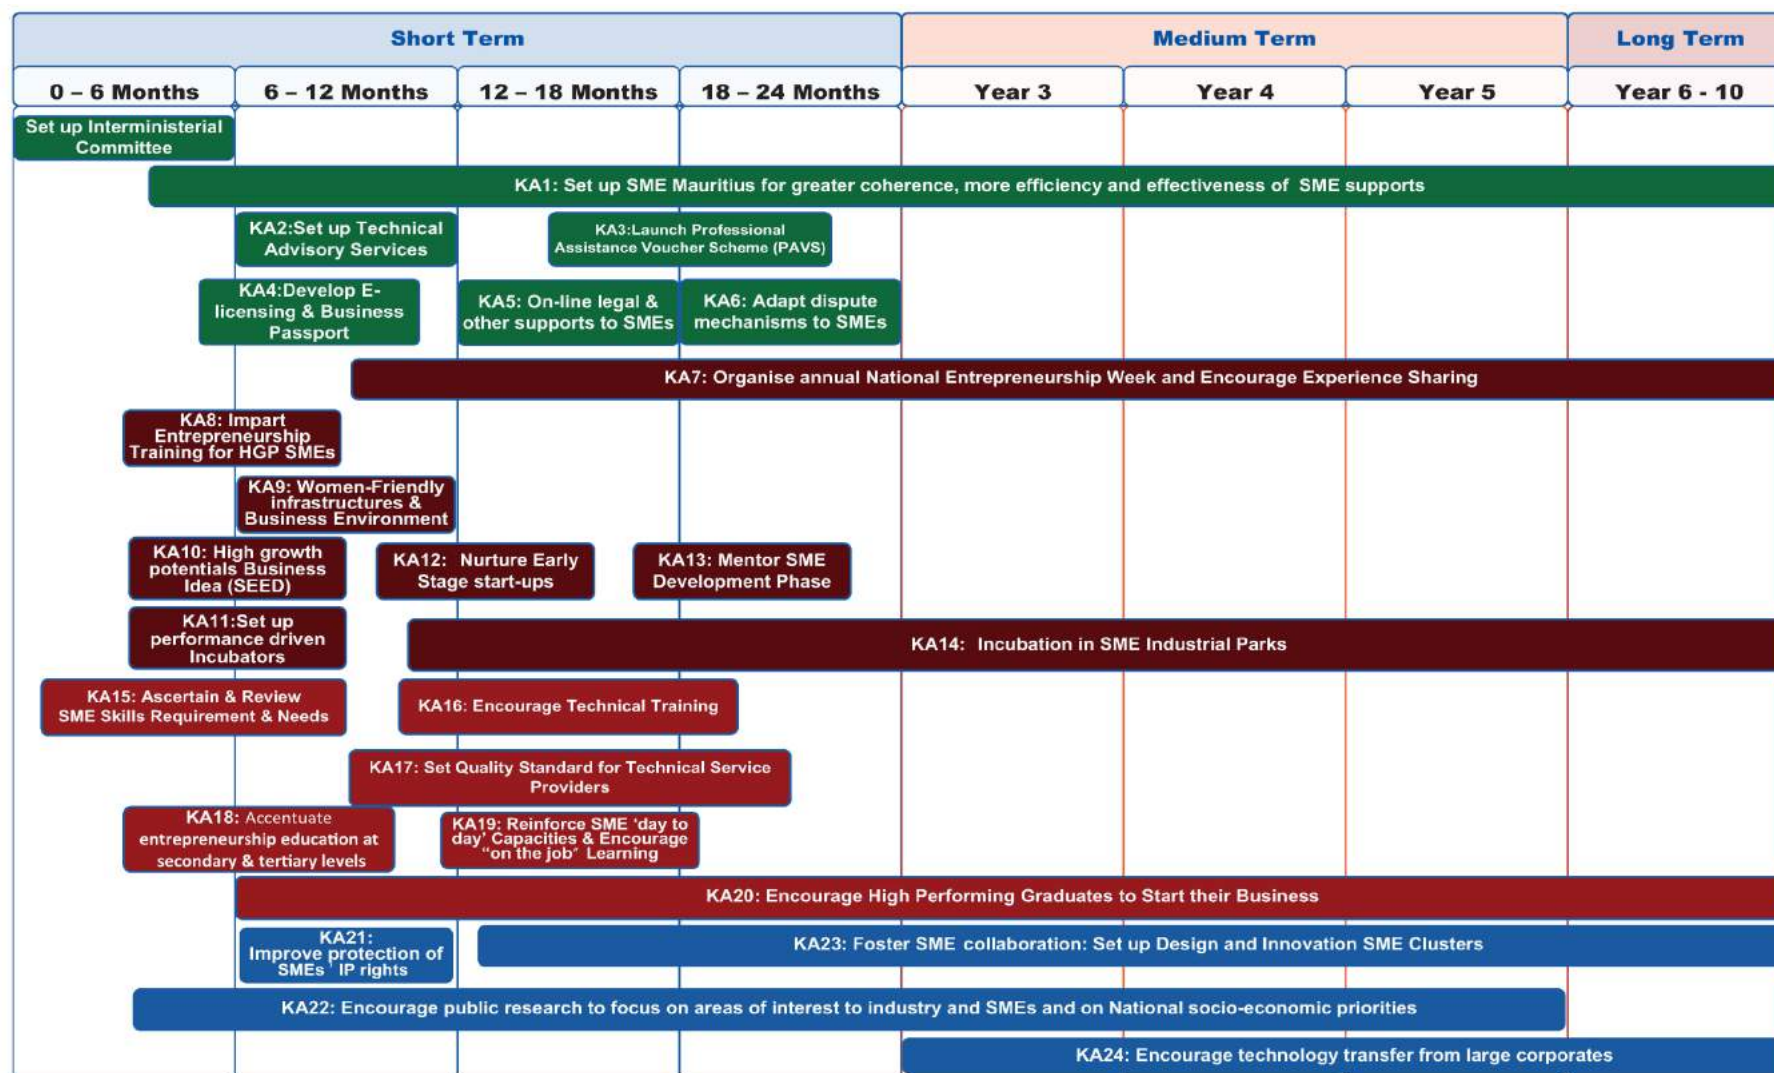 Short Term
Medium Term
Long Term
0 – 6 Months
6 – 12 Months
12 – 18 Months
18 – 24 Months
Year 3
Year 4
Year 5
Year 6 - 10
Set up Interministerial
Committee
KA1: Set up SME Mauritius for greater coherence, more efficiency and effectiveness of SME supports
KA2:Set up Technical
Advisory Services
KA3:Launch Professional
Assistance Voucher Scheme (PAVS)
KA4:Develop E-
licensing & Business
Passport
KA5: On-line legal &
other supports to SMEs
KA6: Adapt dispute
mechanisms to SMEs
KA7: Organise annual National Entrepreneurship Week and Encourage Experience Sharing
KA8: Impart
Entrepreneurship
Training for HGP SMEs
KA9: Women-Friendly
infrastructures &
Business Environment
KA10: High growth
potentials Business
Idea (SEED)
KA12: Nurture Early
Stage start-ups
KA13: Mentor SME
Development Phase
KA11:Set up
performance driven
Incubators
KA14: Incubation in SME Industrial Parks
KA15: Ascertain & Review
SME Skills Requirement & Needs
KA16: Encourage Technical Training
KA17: Set Quality Standard for Technical Service
Providers
KA18: Accentuate
entrepreneurship education at
secondary & tertiary levels
KA19: Reinforce SME ‘day to
day’ Capacities & Encourage
“on the job” Learning
KA20: Encourage High Performing Graduates to Start their Business
KA21:
Improve protection of
SMEs ’ IP rights
KA23: Foster SME collaboration: Set up Design and Innovation SME Clusters
KA22: Encourage public research to focus on areas of interest to industry and SMEs and on National socio-economic priorities
KA24: Encourage technology transfer from large corporates